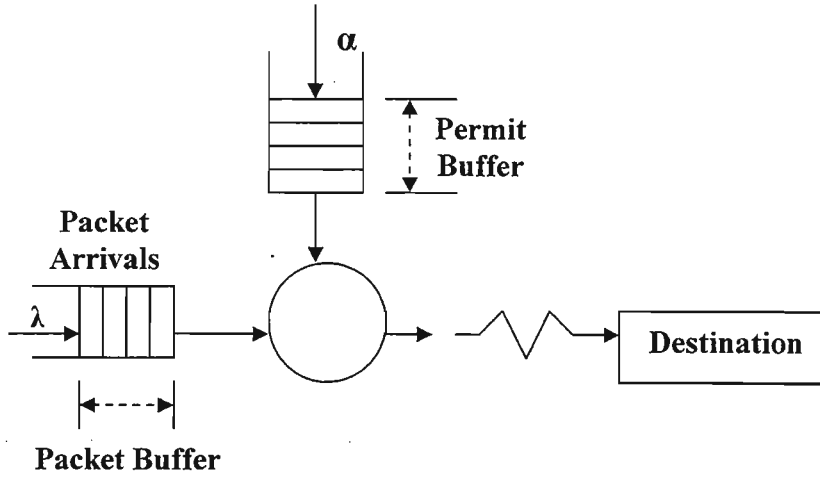 α
Permit
Buffer
Packet
Arrivals
λ
Destination
Packet Buffer